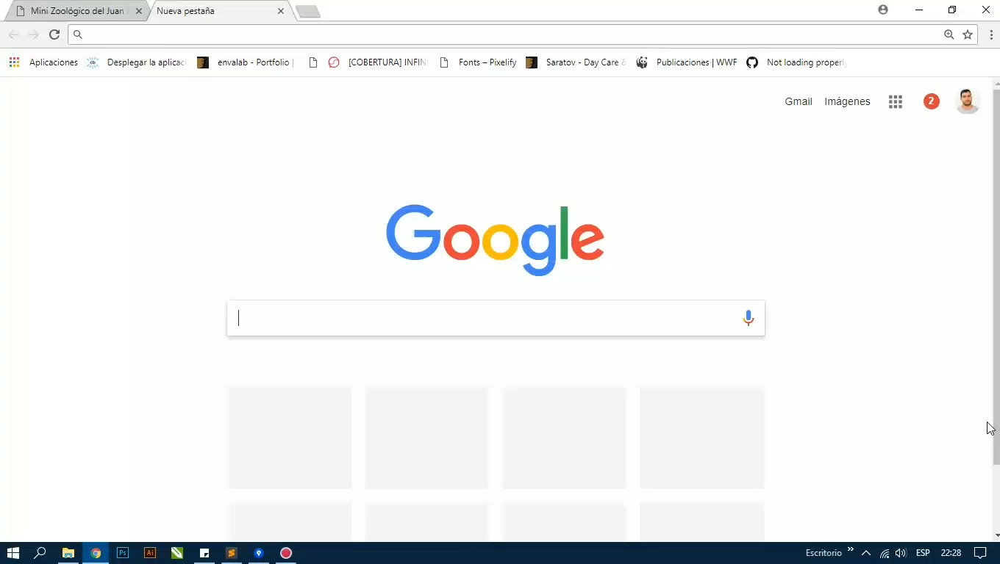 Mini Zoológico del Juan
Nueva pestaña
Aplicaciones
Desplegar la aplicaci
envalab - Portfolio |
[COBERTURA] INFIN
Fonts – Pixelify
Saratov - Day Care &
Publicaciones | WWF
Not loading properly
Gmail
Imágenes
2
Google
Ps
Ai
Escritorio
ESP
22:28